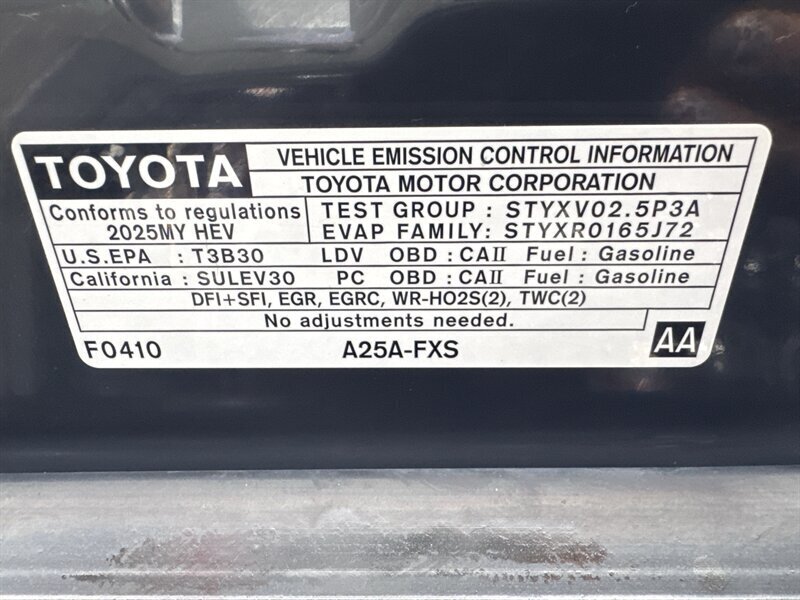 TOYOTA
VEHICLE EMISSION CONTROL INFORMATION
TOYOTA MOTOR CORPORATION
Conforms to regulations
2025MY HEV
TEST GROUP : STYXV02.5P3A
EVAP FAMILY: STYXR0165J72
U.S.EPA : T3B30 LDV OBD : CAII Fuel : Gasoline
California : SULEV30 PC OBD : CAII Fuel : Gasoline
DFI+SFI, EGR, EGRC, WR-HO2S(2), TWC(2)
No adjustments needed.
F0410 A25A-FXS AA